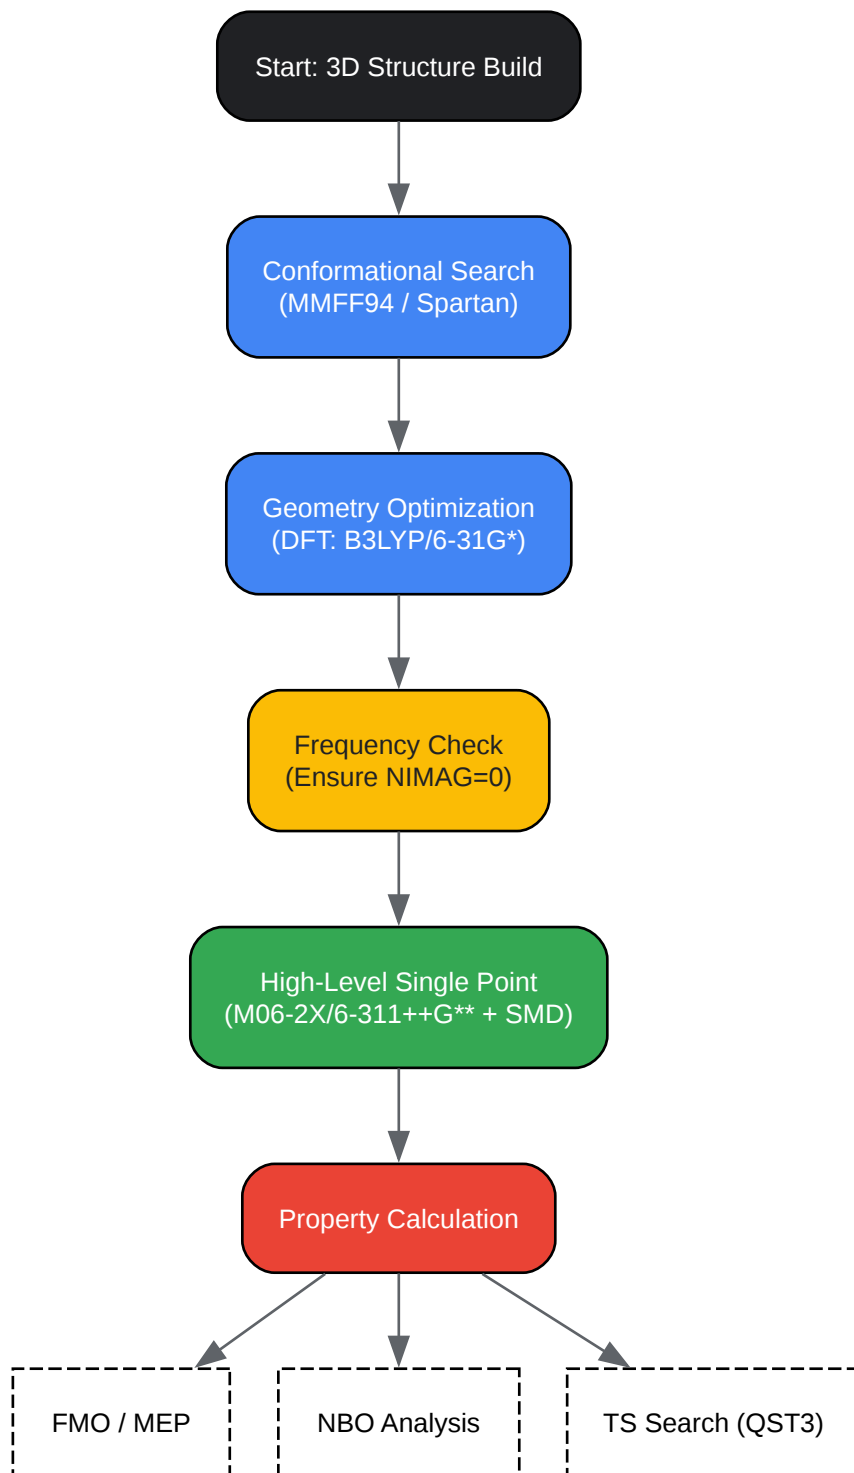 Start: 3D Structure Build
Conformational Search
(MMFF94 / Spartan)
Geometry Optimization
(DFT: B3LYP/6-31G*)
Frequency Check
(Ensure NIMAG=0)
High-Level Single Point
(M06-2X/6-311++G** + SMD)
Property Calculation
FMO / MEP
NBO Analysis
TS Search (QST3)